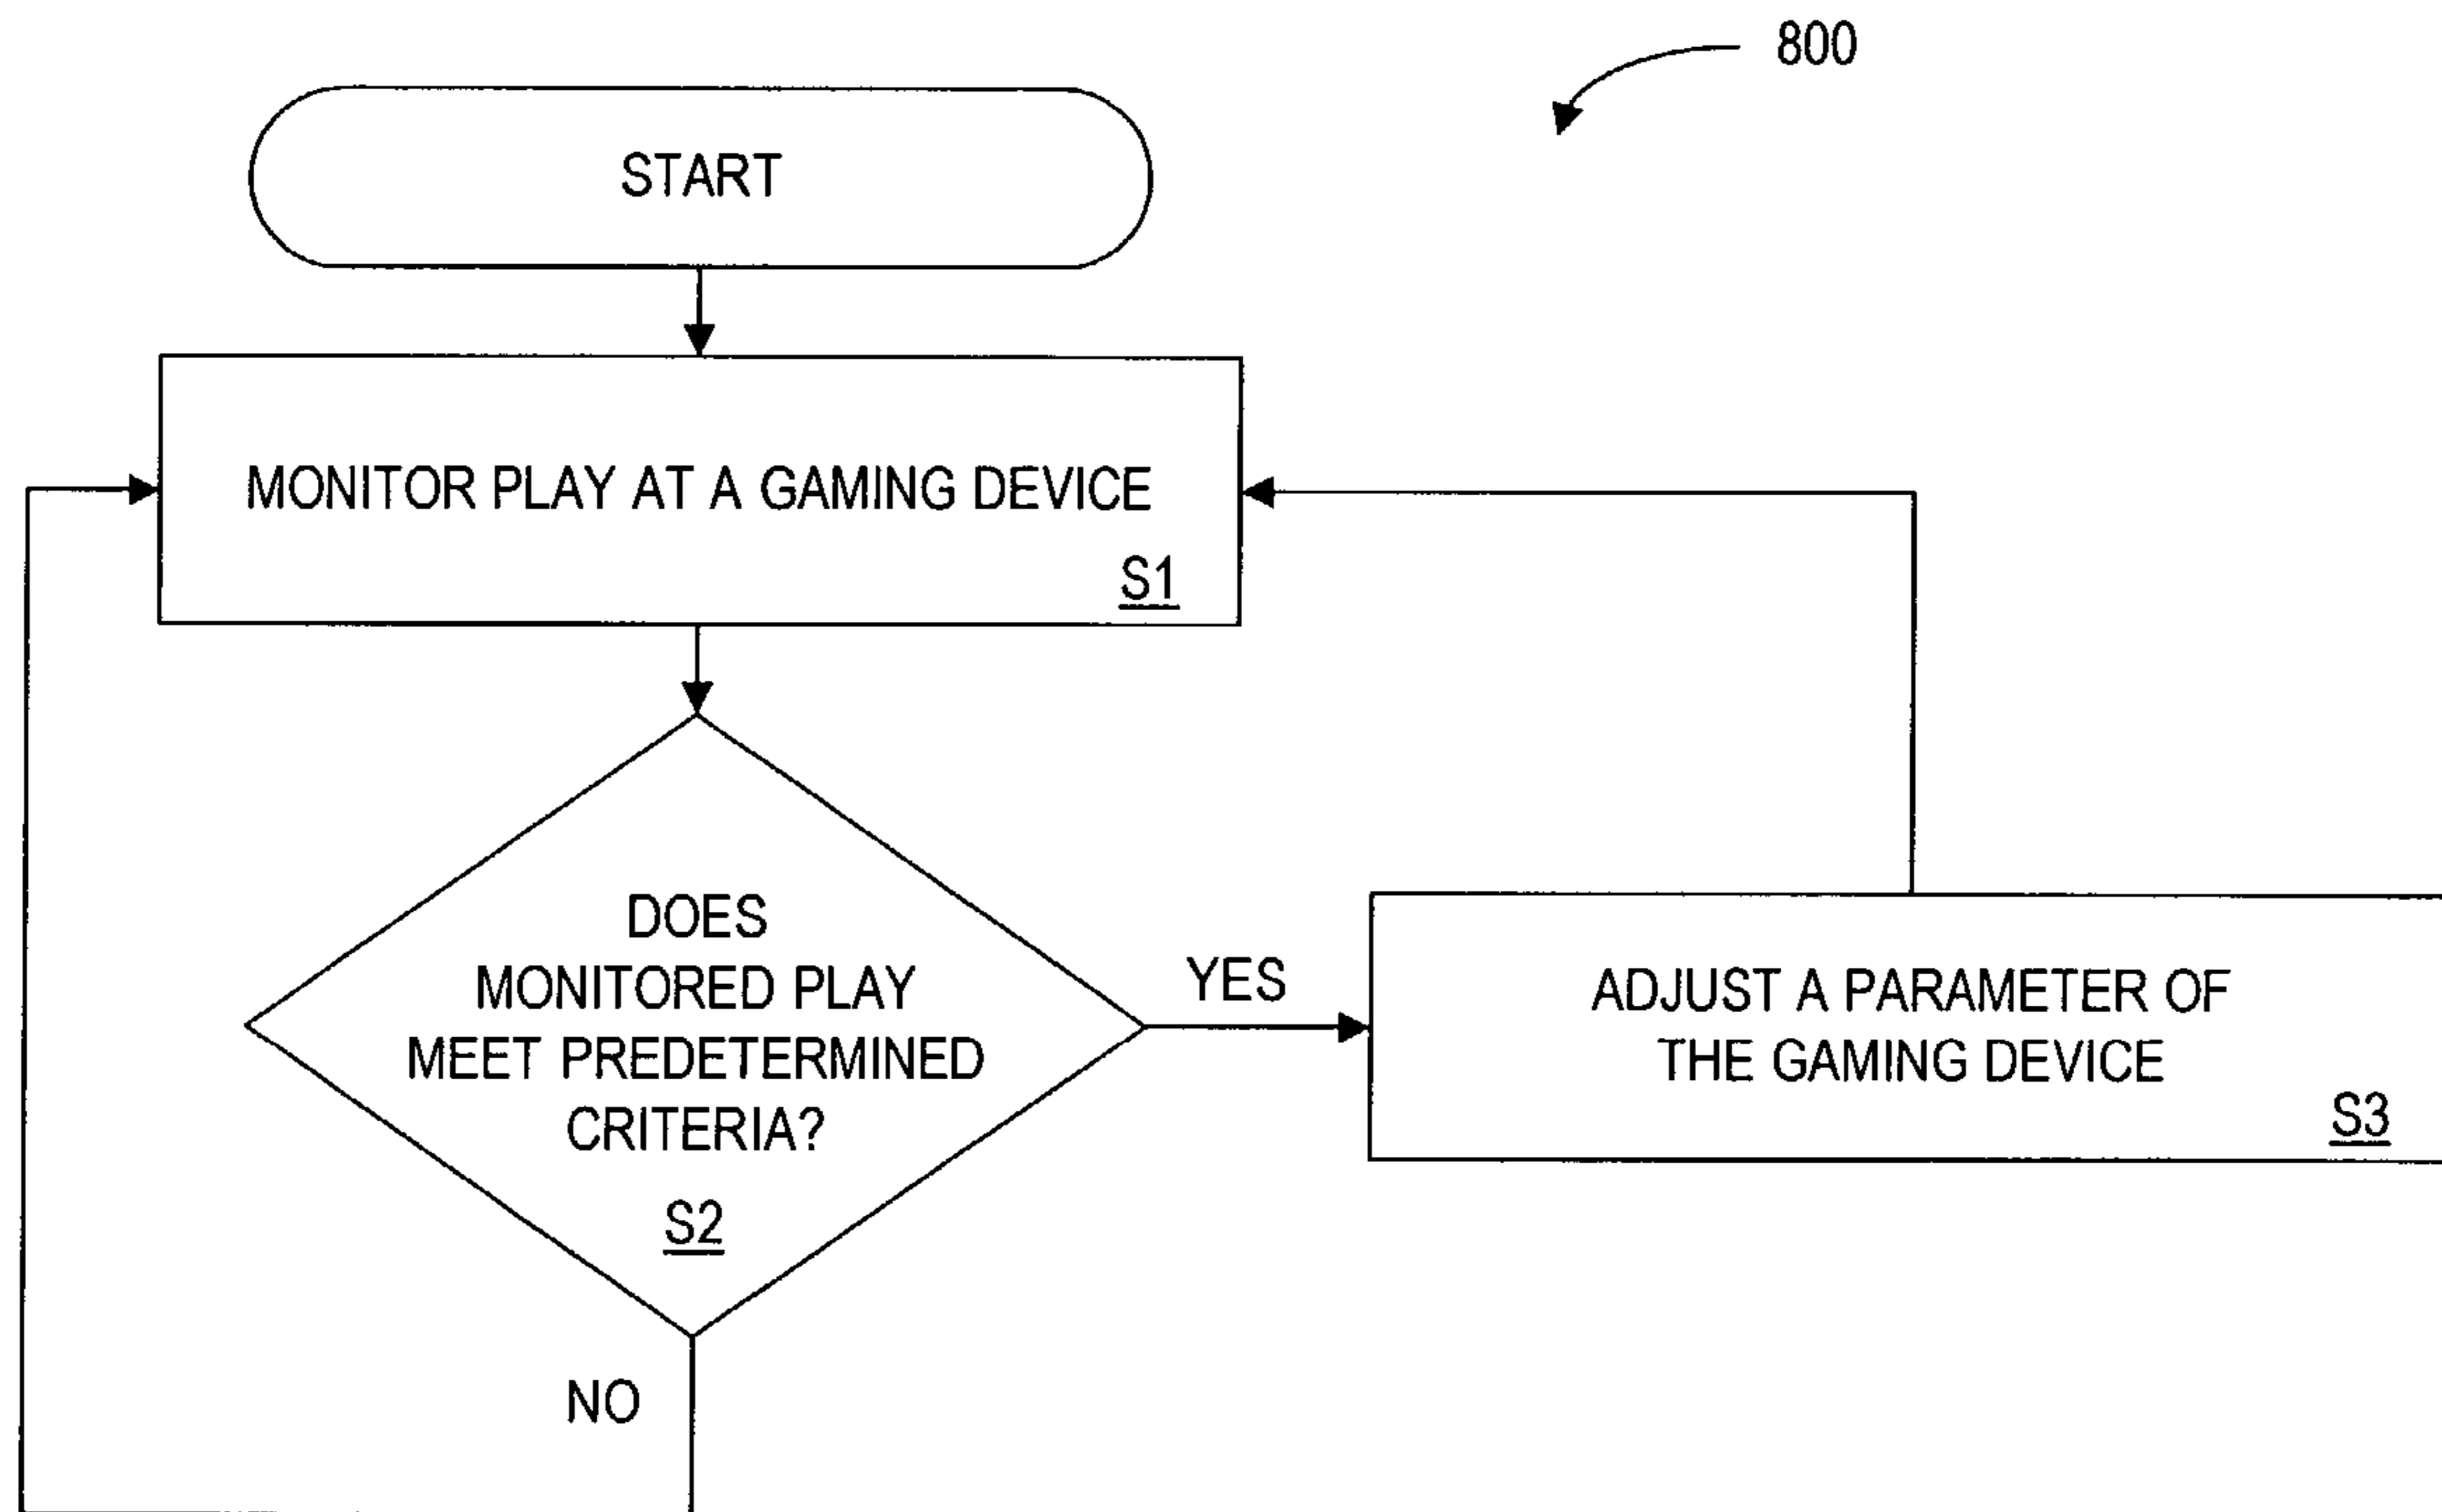 800
START
MONITOR PLAY AT A GAMING DEVICE
S1
DOES
MONITORED PLAY
MEET PREDETERMINED
CRITERIA?
S2
YES
ADJUST A PARAMETER OF
THE GAMING DEVICE
S3
NO